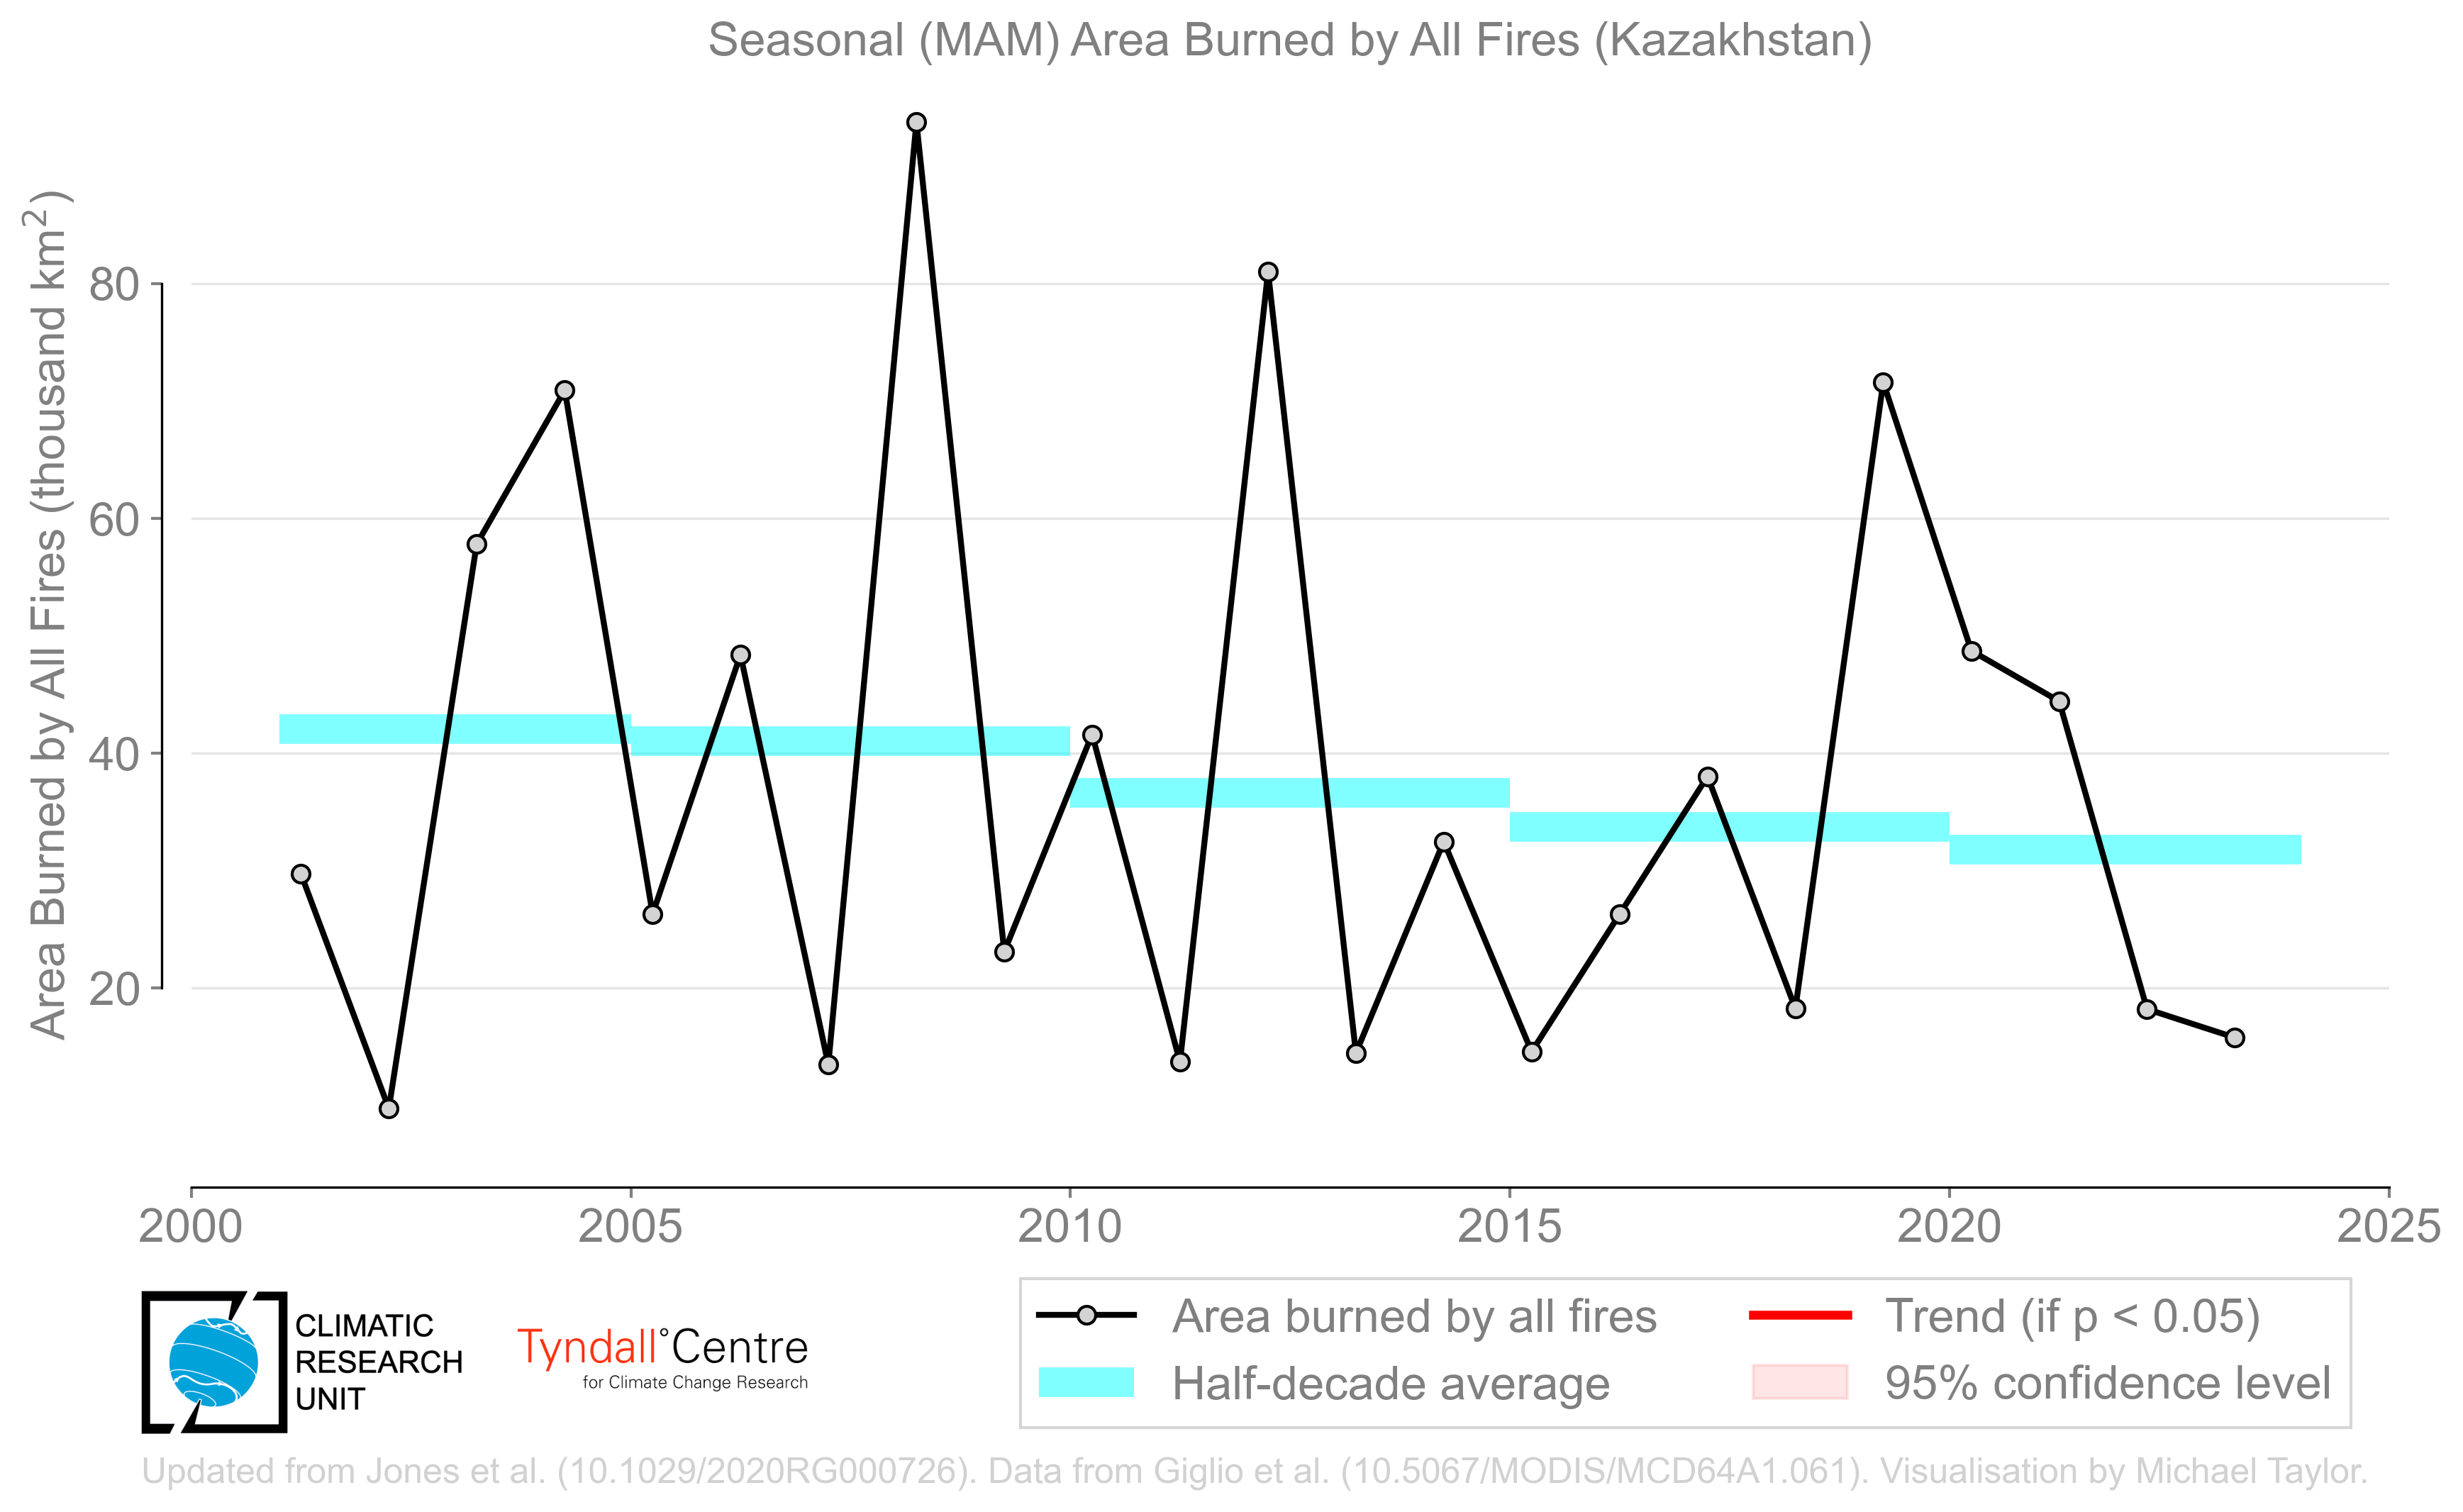 Seasonal (MAM) Area Burned by All Fires (Kazakhstan)
Area Burned by All Fires (thousand km²)
80
60
40
20
2000 2005 2010 2015 2020 2025
CLIMATIC
RESEARCH
UNIT
Tyndall°Centre
for Climate Change Research
Area burned by all fires
Half-decade average
Trend (if p < 0.05)
95% confidence level
Updated from Jones et al. (10.1029/2020RG000726). Data from Giglio et al. (10.5067/MODIS/MCD64A1.061). Visualisation by Michael Taylor.